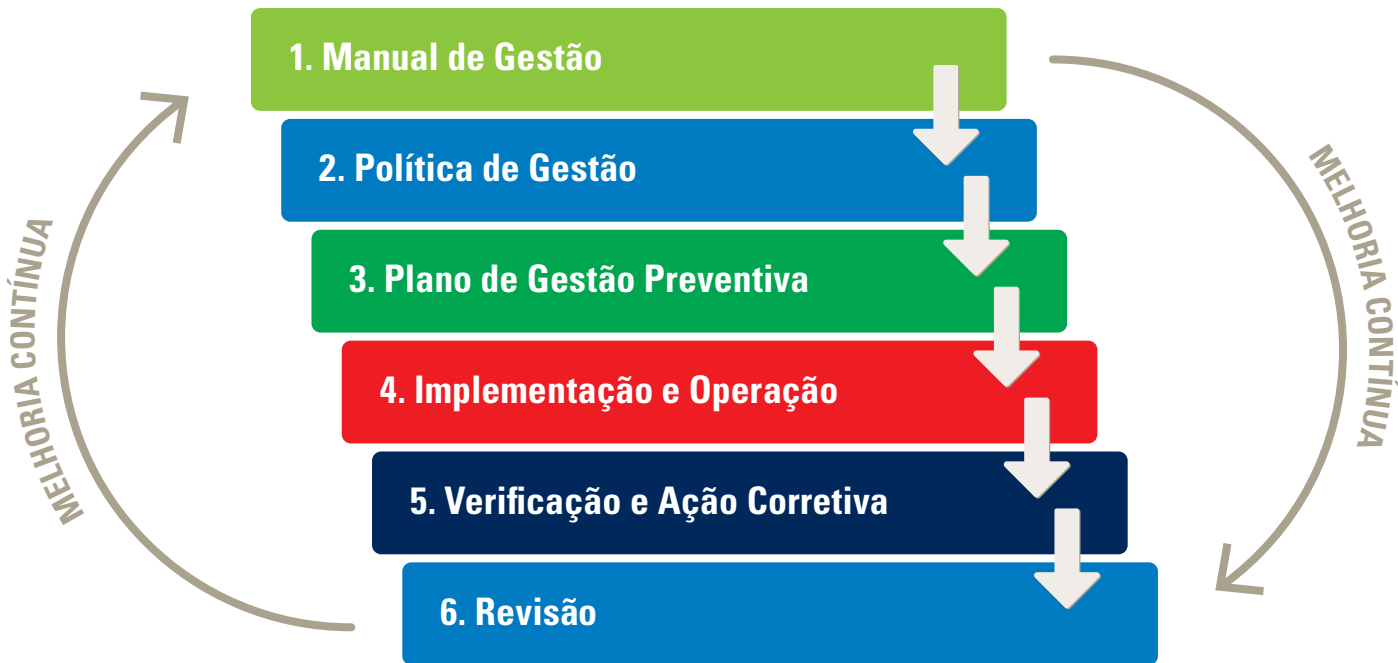 1. Manual de Gestão
2. Política de Gestão
3. Plano de Gestão Preventiva
4. Implementação e Operação
5. Verificação e Ação Corretiva
6. Revisão
MELHORIA CONTÍNUA
MELHORIA CONTÍNUA